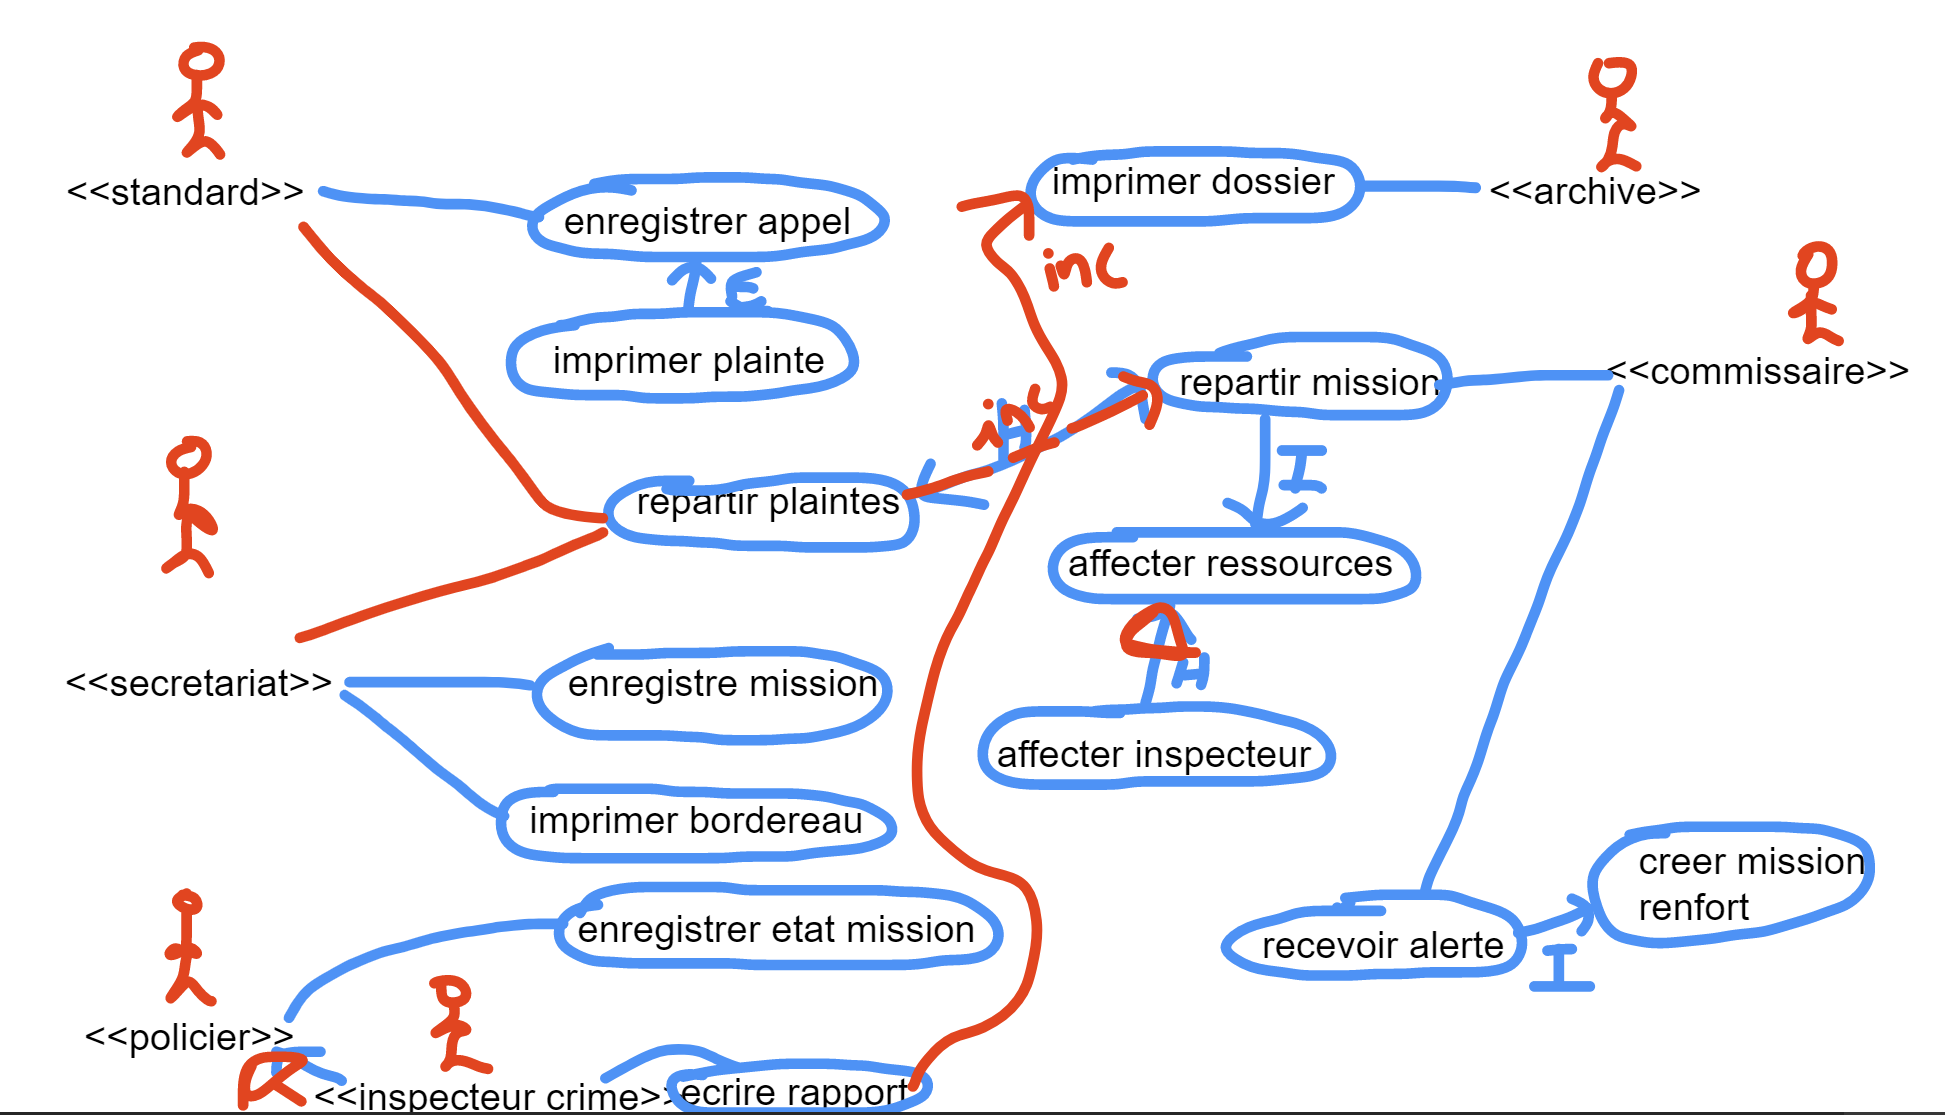 <<standard>>
enregistrer appel
E
imprimer plainte
imprimer dossier
<<archive>>
inc
repartir mission
<<commissaire>>
inc
H
repartir plaintes
I
affecter ressources
H
affecter inspecteur
<<secretariat>>
enregistre mission
imprimer bordereau
enregistrer etat mission
creer mission
renfort
recevoir alerte
I
<<policier>>
<<inspecteur crime>>
ecrire rapport